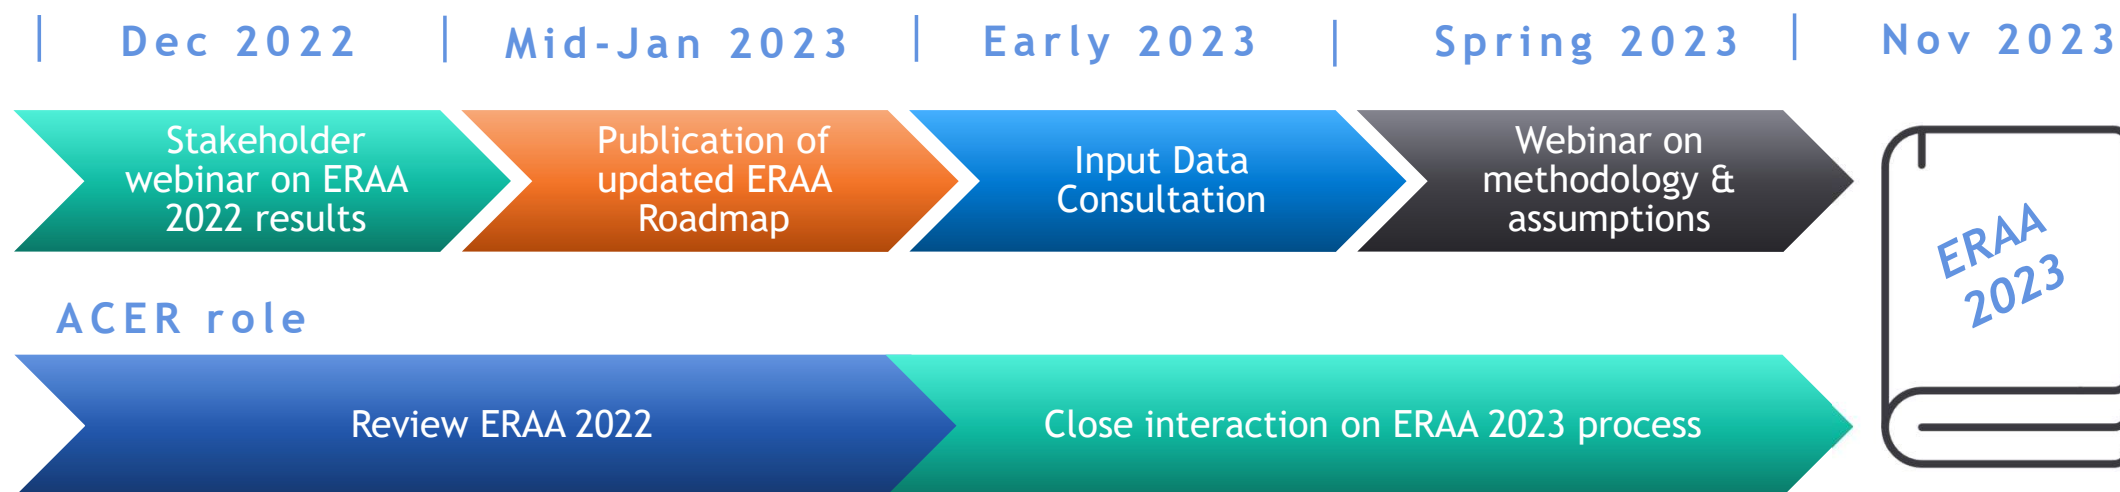 Dec 2022
Mid-Jan 2023
Early 2023
Spring 2023
Nov 2023
Stakeholder
webinar on ERAA
2022 results
Publication of
updated ERAA
Roadmap
Input Data
Consultation
Webinar on
methodology &
assumptions
ERAA
2023
ACER role
Review ERAA 2022
Close interaction on ERAA 2023 process